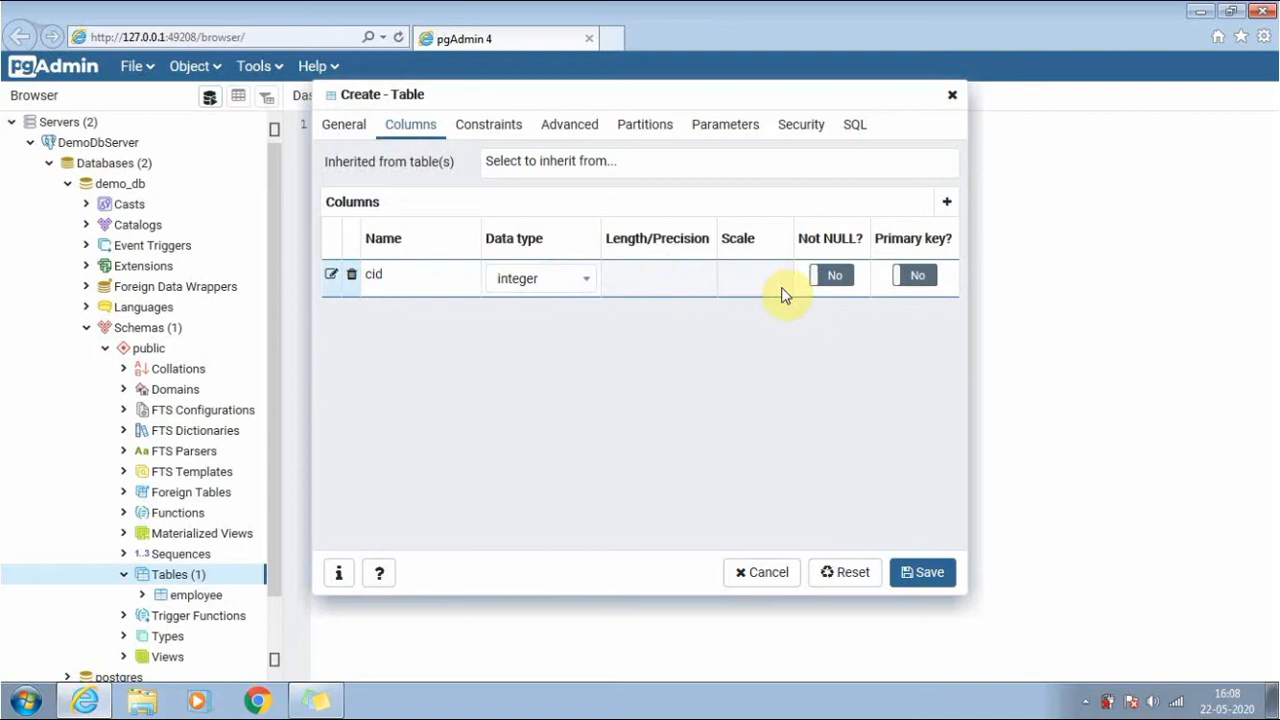 http://127.0.0.1:49208/browser/
pgAdmin 4
pgAdmin File Object Tools Help
Browser
Das
Servers (2)
DemoDbServer
Databases (2)
demo_db
Casts
Catalogs
Event Triggers
Extensions
Foreign Data Wrappers
Languages
Schemas (1)
public
Collations
Domains
FTS Configurations
FTS Dictionaries
Aa FTS Parsers
FTS Templates
Foreign Tables
Functions
Materialized Views
1..3 Sequences
Tables (1)
employee
Trigger Functions
Types
Views
postgres
1
Create - Table
General Columns Constraints Advanced Partitions Parameters Security SQL
Inherited from table(s) Select to inherit from...
Columns
Name Data type Length/Precision Scale Not NULL? Primary key?
cid integer No No
i ? Cancel Reset Save
16:08
22-05-2020